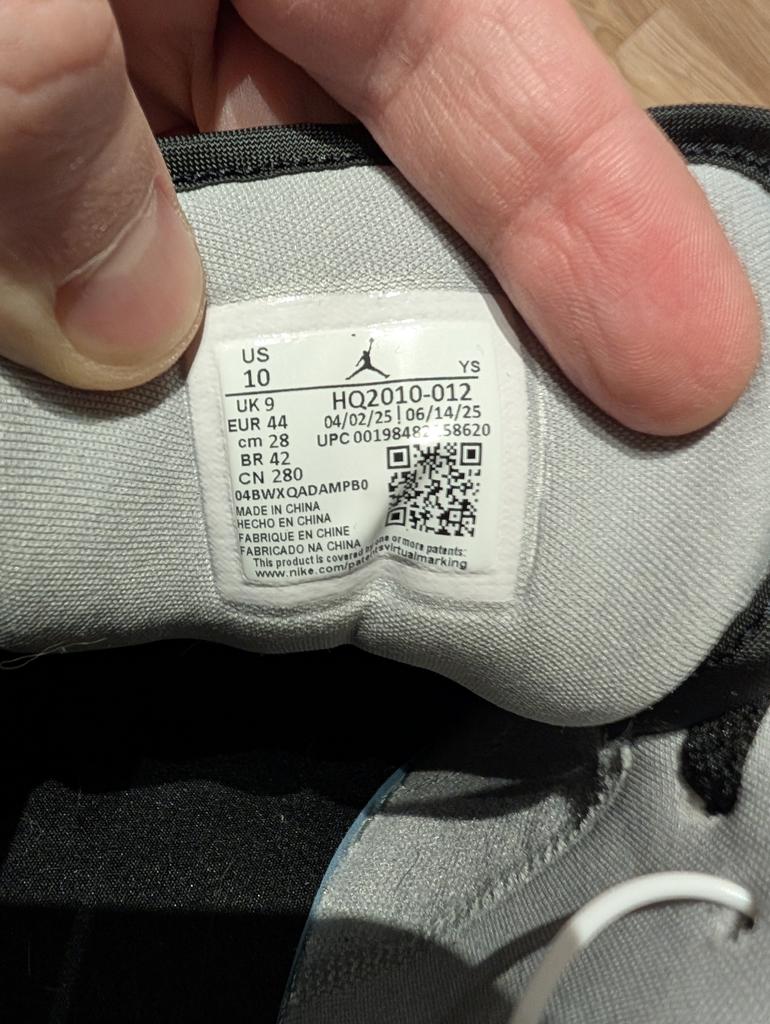 US
10
YS
UK 9
HQ2010-012
EUR 44
04/02/25 | 06/14/25
cm 28
UPC
BR 42
CN 280
04BWXQADAMPB0
MADE IN CHINA
HECHO EN CHINA
FABRIQUE EN CHINE
FABRICADO NA CHINA
This product is covered by one or more patents:
www.nike.com/patentsvirtualmarking